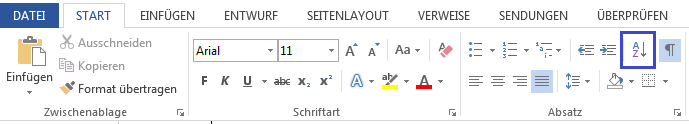 DATEI START EINFÜGEN ENTWURF SEITENLAYOUT VERWEISE SENDUNGEN ÜBERPRÜFEN
Ausschneiden
Kopieren
Format übertragen
Einfügen
Zwischenablage
Arial 11 A A Aa
F K U abc x₂ x² A A
Schriftart
A Z ¶
Absatz